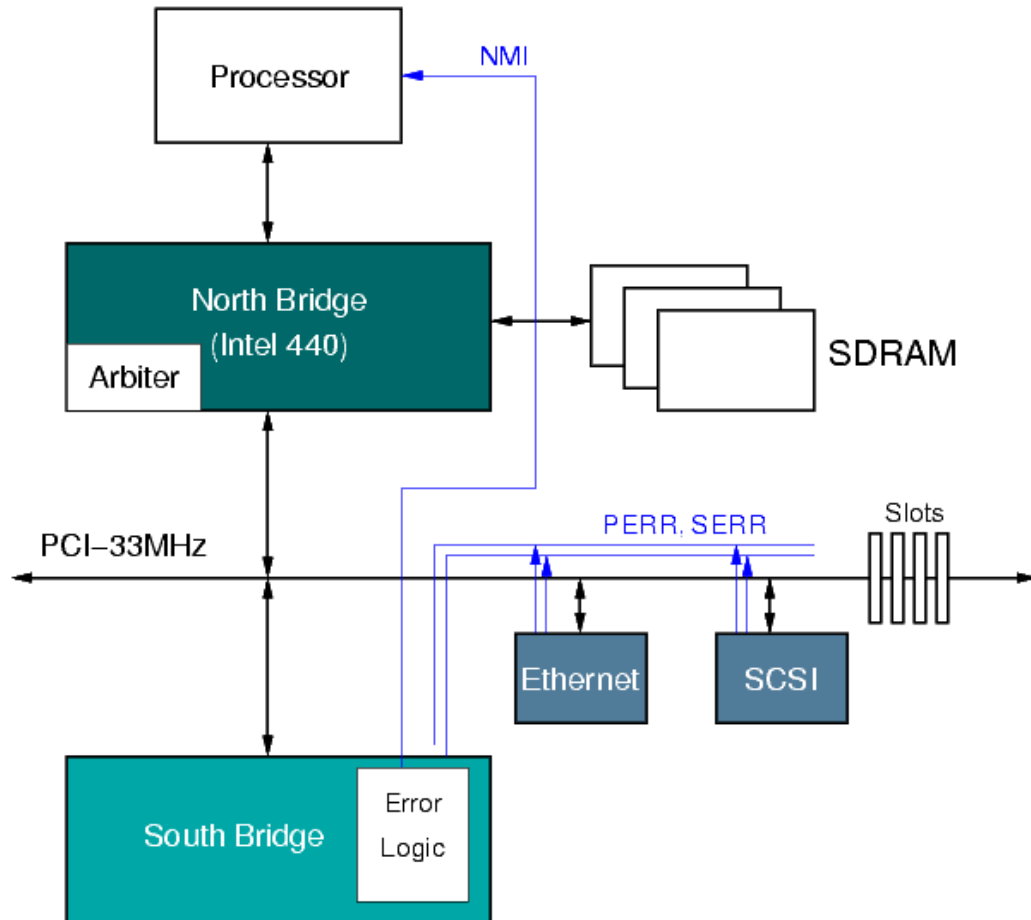 NMI
Processor
North Bridge
(Intel 440)
Arbiter
SDRAM
Slots
PERR, SERR
PCI–33MHz
Ethernet
SCSI
Error
Logic
South Bridge